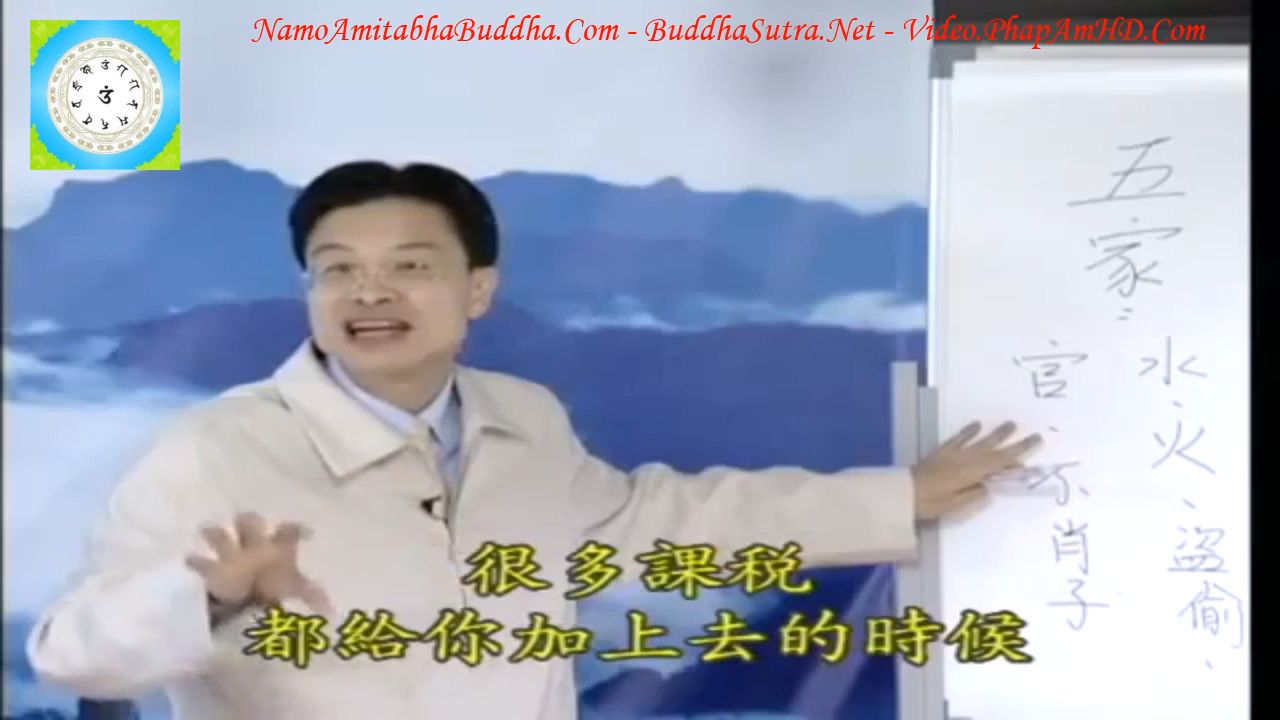 NamoAmitabhaBuddha.Com - BuddhaSutra.Net - Video.PhapAmHD.Com
五家:
水、火、盜偷、
官、
肖子
很多課稅
都給你加上去的時候